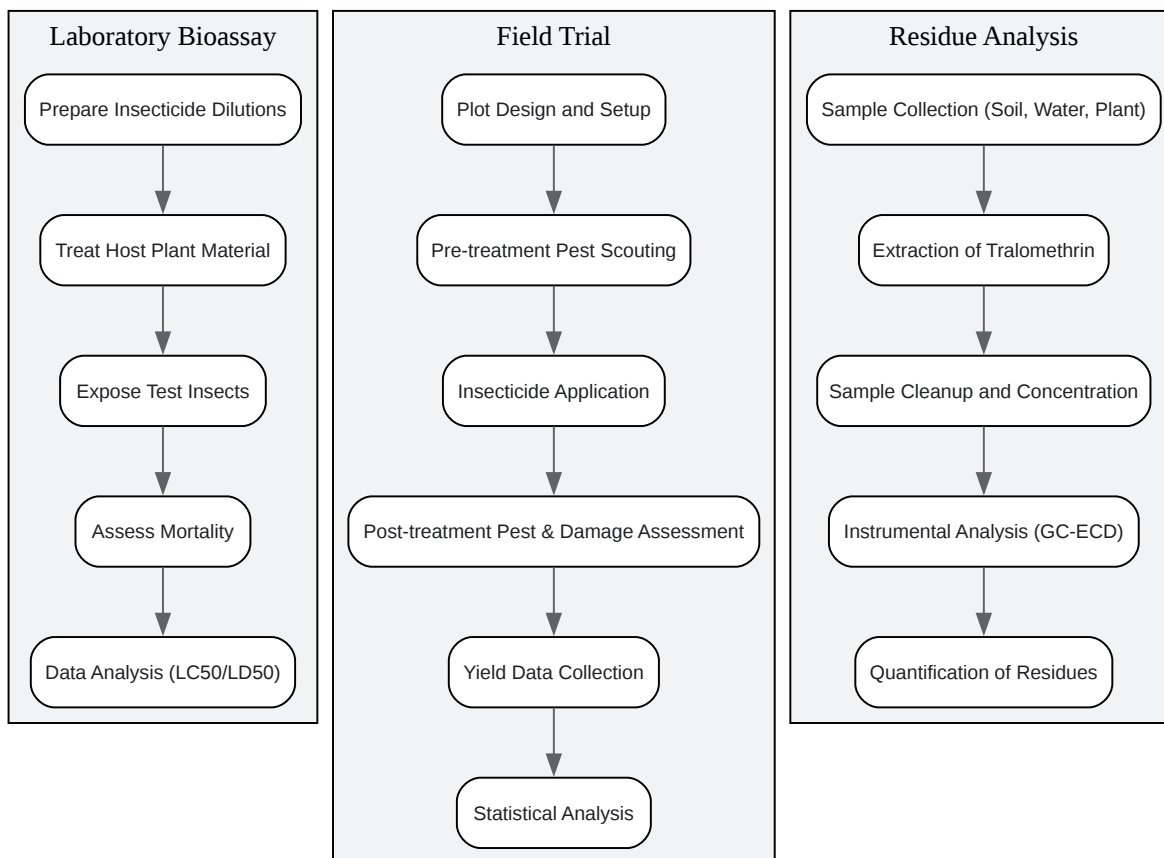 Laboratory Bioassay
Prepare Insecticide Dilutions
Treat Host Plant Material
Expose Test Insects
Assess Mortality
Data Analysis (LC50/LD50)
Field Trial
Plot Design and Setup
Pre-treatment Pest Scouting
Insecticide Application
Post-treatment Pest & Damage Assessment
Yield Data Collection
Statistical Analysis
Residue Analysis
Sample Collection (Soil, Water, Plant)
Extraction of Tralomethrin
Sample Cleanup and Concentration
Instrumental Analysis (GC-ECD)
Quantification of Residues